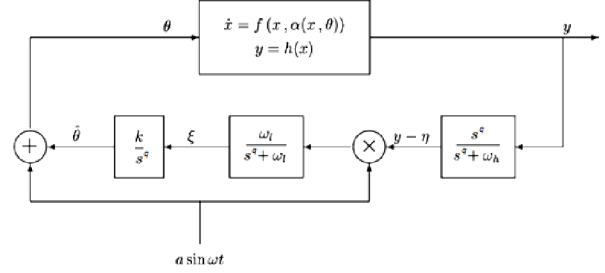 θ
ẋ = f(x, α(x, θ))
y = h(x)
y
θ̂
k
s^q
ξ
ω_l
s^q + ω_l
y − η
s^q
s^q + ω_h
+
×
a sin ωt